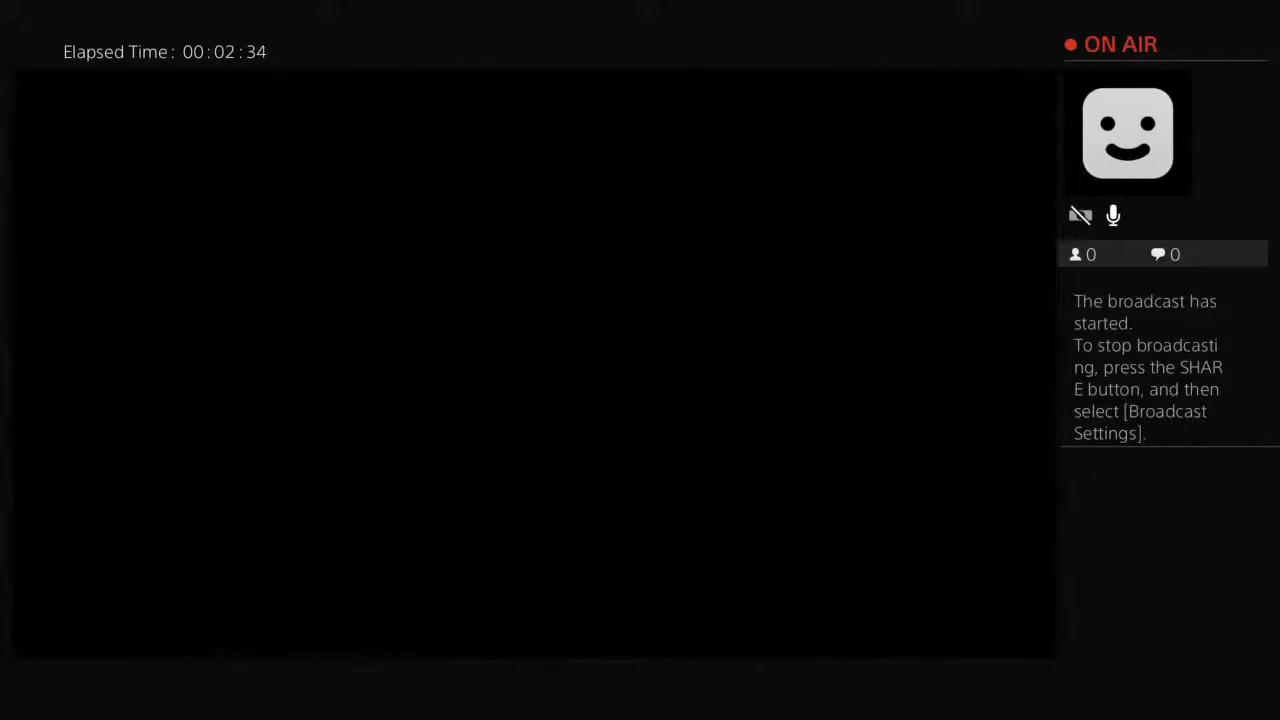 Elapsed Time: 00:02:34
ON AIR
0 0
The broadcast has
started.
To stop broadcasti
ng, press the SHAR
E button, and then
select [Broadcast
Settings].